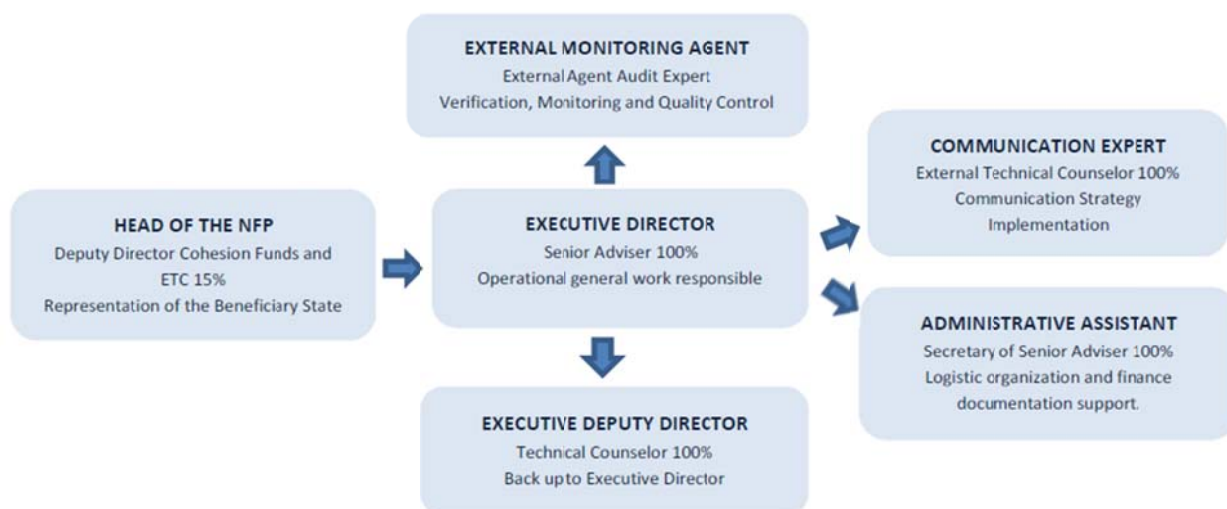 EXTERNAL MONITORING AGENT
External Agent Audit Expert
Verification, Monitoring and Quality Control
HEAD OF THE NFP
Deputy Director Cohesion Funds and
ETC 15%
Representation of the Beneficiary State
EXECUTIVE DIRECTOR
Senior Adviser 100%
Operational general work responsible
COMMUNICATION EXPERT
External Technical Counselor 100%
Communication Strategy
Implementation
ADMINISTRATIVE ASSISTANT
Secretary of Senior Adviser 100%
Logistic organization and finance
documentation support.
EXECUTIVE DEPUTY DIRECTOR
Technical Counselor 100%
Back up to Executive Director